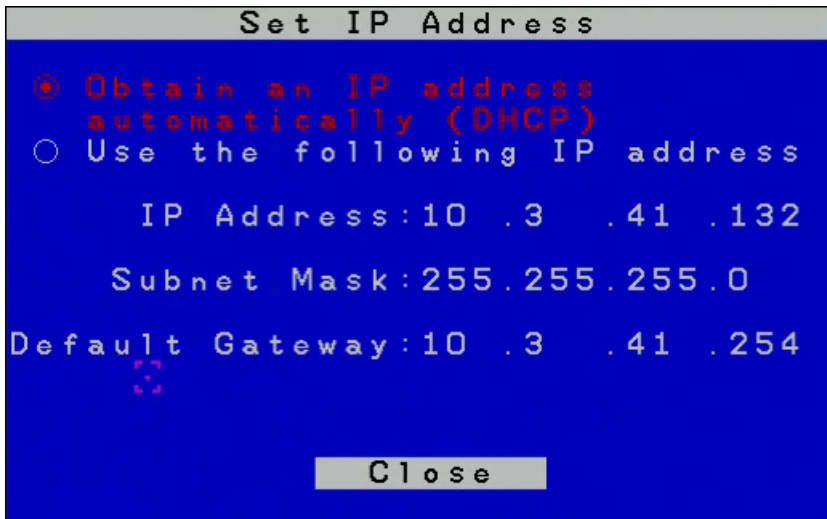 Set IP Address
Obtain an IP address
automatically (DHCP)
Use the following IP address
IP Address:10 .3 .41 .132
Subnet Mask:255.255.255.0
Default Gateway:10 .3 .41 .254
Close